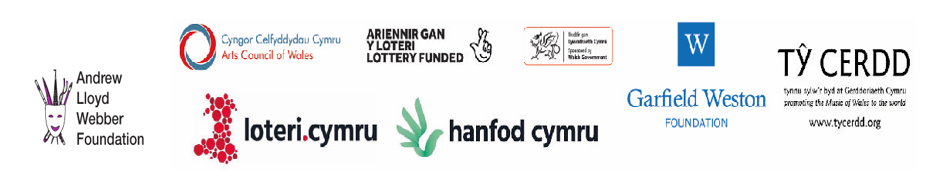 Andrew
Lloyd
Webber
Foundation
Cyngor Celfyddydau Cymru
Arts Council of Wales
ARIENNIR GAN
Y LOTERI
LOTTERY FUNDED
Noddir gan
Lywodraeth Cymru
Sponsored by
Welsh Government
loteri.cymru
hanfod cymru
W
Garfield Weston
FOUNDATION
TŶ CERDD
tynnu sylw'r byd at Gerddoriaeth Cymru
promoting the Music of Wales to the world
www.tycerdd.org